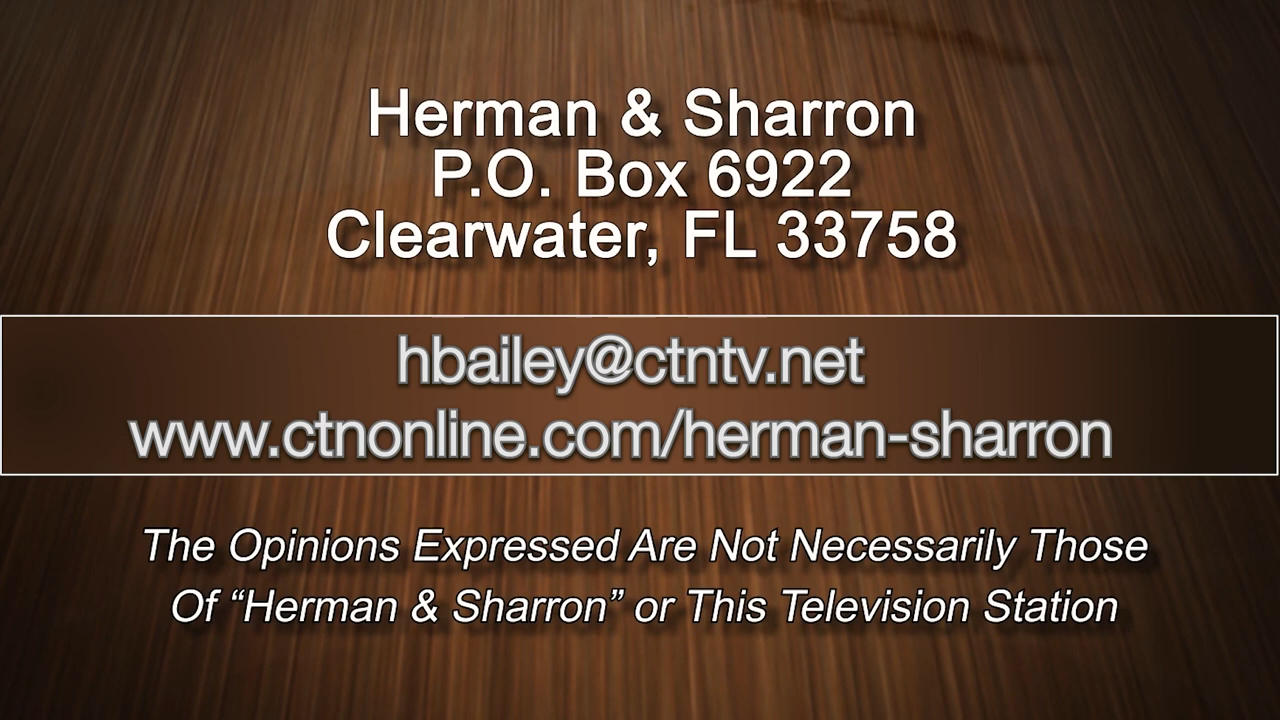 Herman & Sharron
P.O. Box 6922
Clearwater, FL 33758
hbailey@ctntv.net
www.ctnonline.com/herman-sharron
The Opinions Expressed Are Not Necessarily Those
Of “Herman & Sharron” or This Television Station